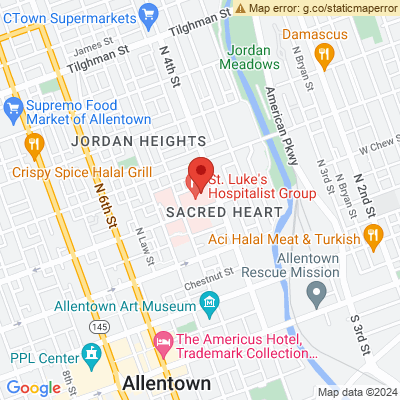 Map error: g.co/staticmaperror
CTown Supermarkets
James St
Tilghman St
N 4th St
Jordan
Meadows
Damascus
N Bryan St
American Pkwy
Supremo Food
Market of Allentown
JORDAN HEIGHTS
W Chew S
Crispy Spice Halal Grill
N 6th St
St. Luke's
Hospitalist Group
SACRED HEART
N 3rd St
N Bryan St
N 2nd St
N Law St
Aci Halal Meat & Turkish
Chestnut St
Allentown
Rescue Mission
Allentown Art Museum
145
The Americus Hotel,
Trademark Collection...
S 3rd St
PPL Center
8th St
Google
Allentown
Map data ©2024